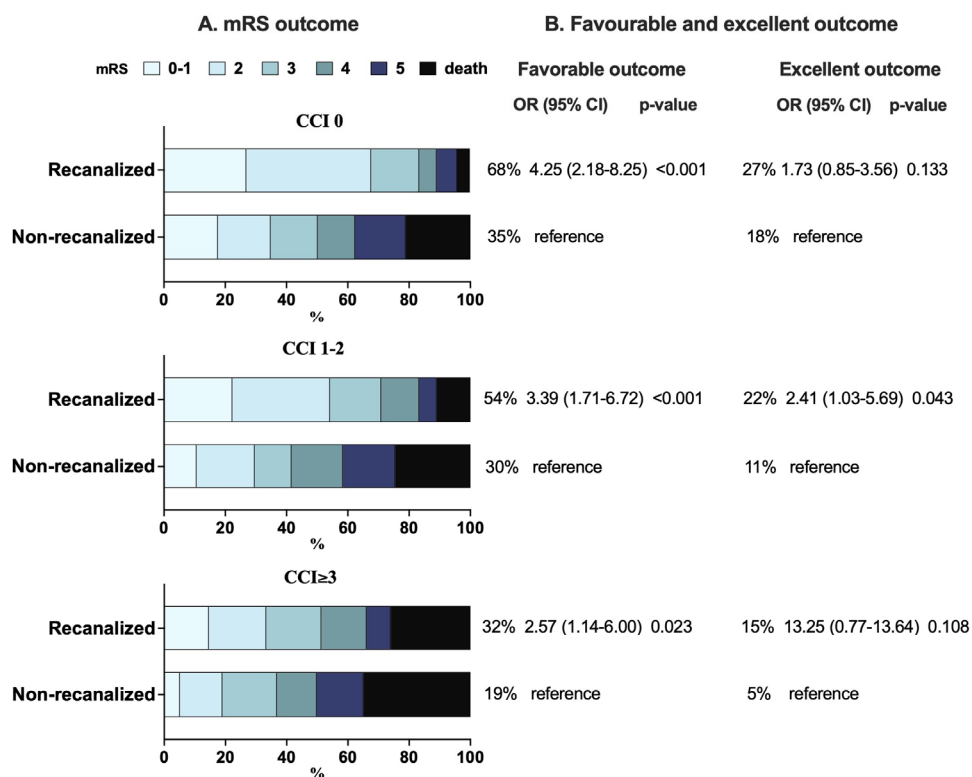 A. mRS outcome
B. Favourable and excellent outcome
mRS 0-1 2 3 4 5 death
Favorable outcome Excellent outcome
OR (95% CI) p-value OR (95% CI) p-value
CCI 0
Recanalized 68% 4.25 (2.18-8.25) <0.001 27% 1.73 (0.85-3.56) 0.133
Non-recanalized 35% reference 18% reference
0 20 40 60 80 100
%
CCI 1-2
Recanalized 54% 3.39 (1.71-6.72) <0.001 22% 2.41 (1.03-5.69) 0.043
Non-recanalized 30% reference 11% reference
0 20 40 60 80 100
%
CCI≥3
Recanalized 32% 2.57 (1.14-6.00) 0.023 15% 13.25 (0.77-13.64) 0.108
Non-recanalized 19% reference 5% reference
0 20 40 60 80 100
%